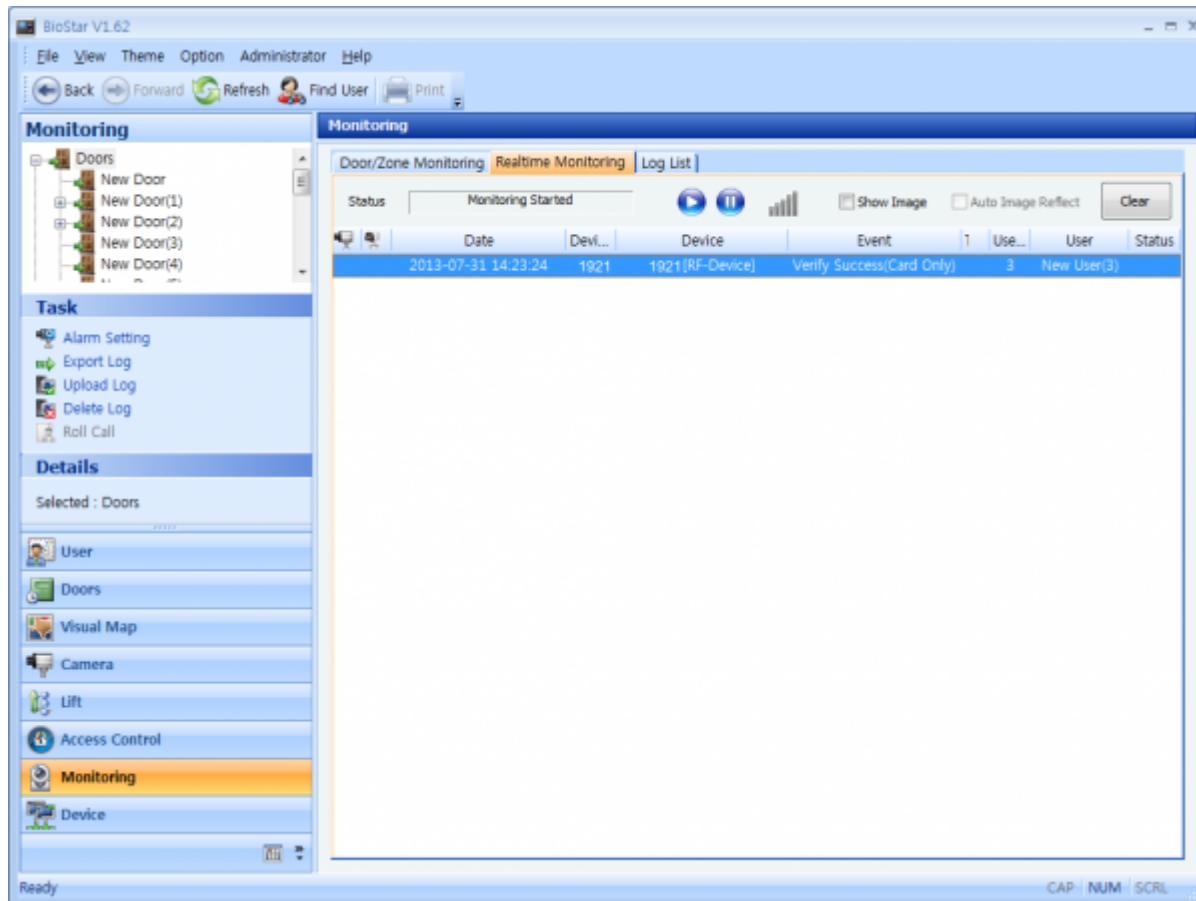 BioStar V1.62
File View Theme Option Administrator Help
Back Forward Refresh Find User Print
Monitoring
Doors
New Door
New Door(1)
New Door(2)
New Door(3)
New Door(4)
Task
Alarm Setting
Export Log
Upload Log
Delete Log
Roll Call
Details
Selected : Doors
User
Doors
Visual Map
Camera
Lift
Access Control
Monitoring
Device
Monitoring
Door/Zone Monitoring Realtime Monitoring Log List
Status Monitoring Started Show Image Auto Image Reflect Clear
Date Devi... Device Event T Use... User Status
2013-07-31 14:23:24 1921 1921[RF-Device] Verify Success(Card Only) 3 New User(3)
Ready CAP NUM SCRL